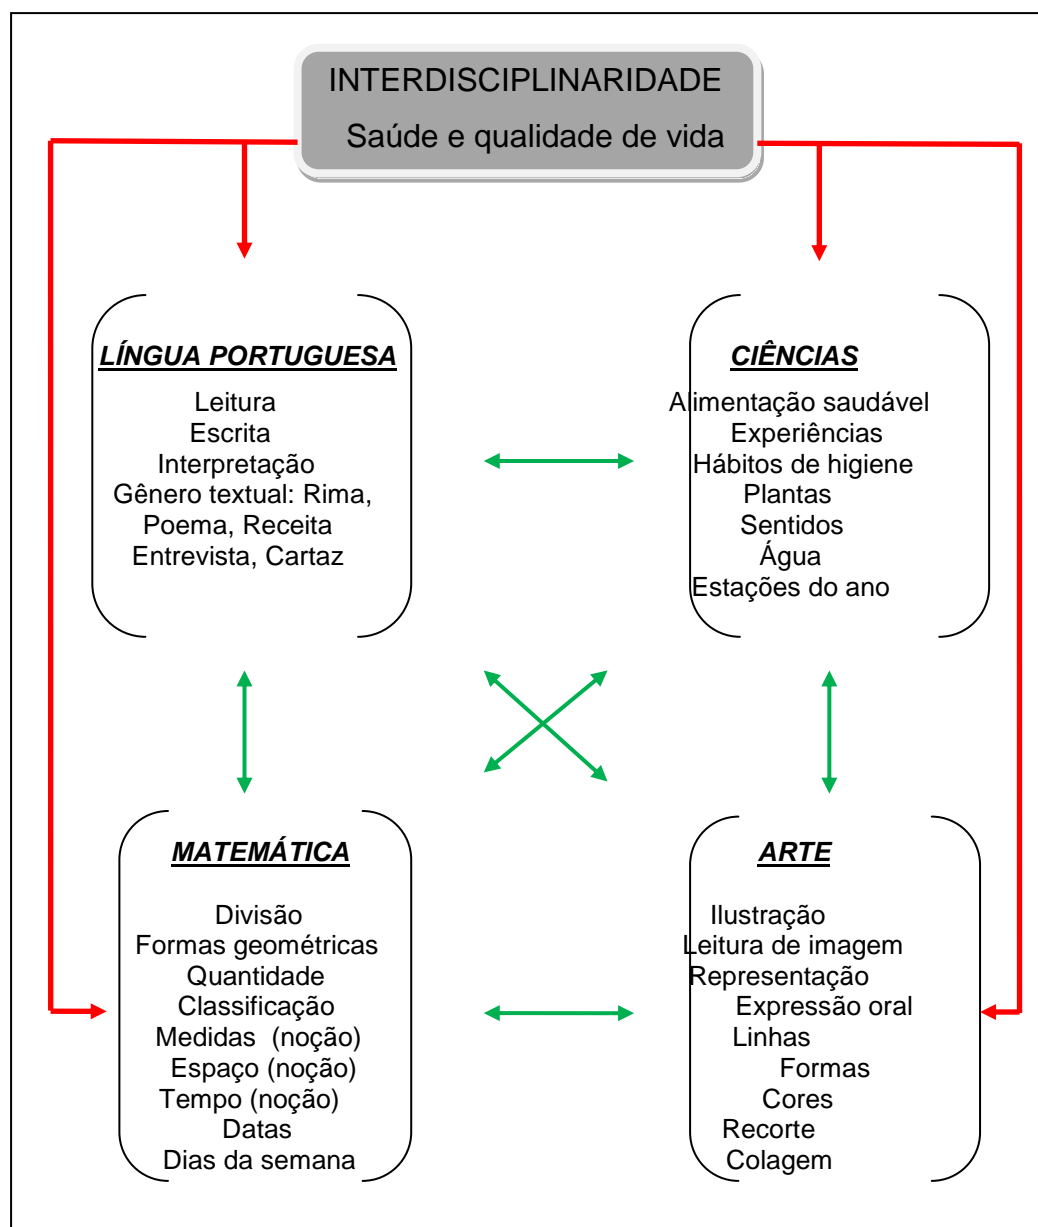 INTERDISCIPLINARIDADE
Saúde e qualidade de vida
LÍNGUA PORTUGUESA
Leitura
Escrita
Interpretação
Gênero textual: Rima,
Poema, Receita
Entrevista, Cartaz
CIÊNCIAS
Alimentação saudável
Experiências
Hábitos de higiene
Plantas
Sentidos
Água
Estações do ano
MATEMÁTICA
Divisão
Formas geométricas
Quantidade
Classificação
Medidas (noção)
Espaço (noção)
Tempo (noção)
Datas
Dias da semana
ARTE
Ilustração
Leitura de imagem
Representação
Expressão oral
Linhas
Formas
Cores
Recorte
Colagem